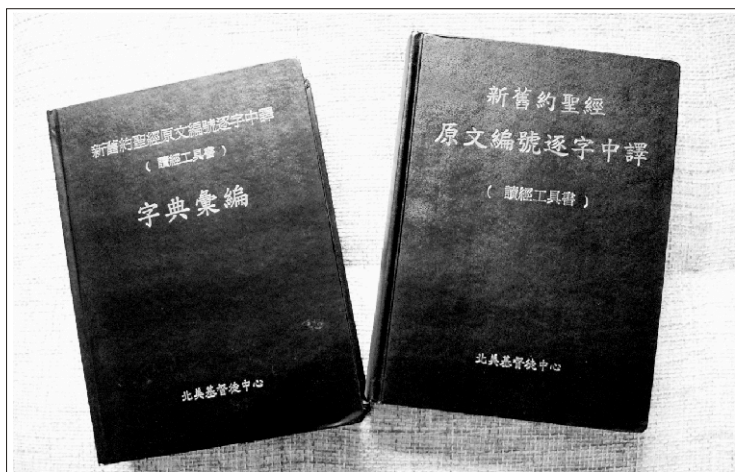 新舊約聖經原文編號逐字中譯
( 讀經工具書 )
字典彙編
北美基督徒中心
新舊約聖經
原文編號逐字中譯
( 讀經工具書 )
北美基督徒中心